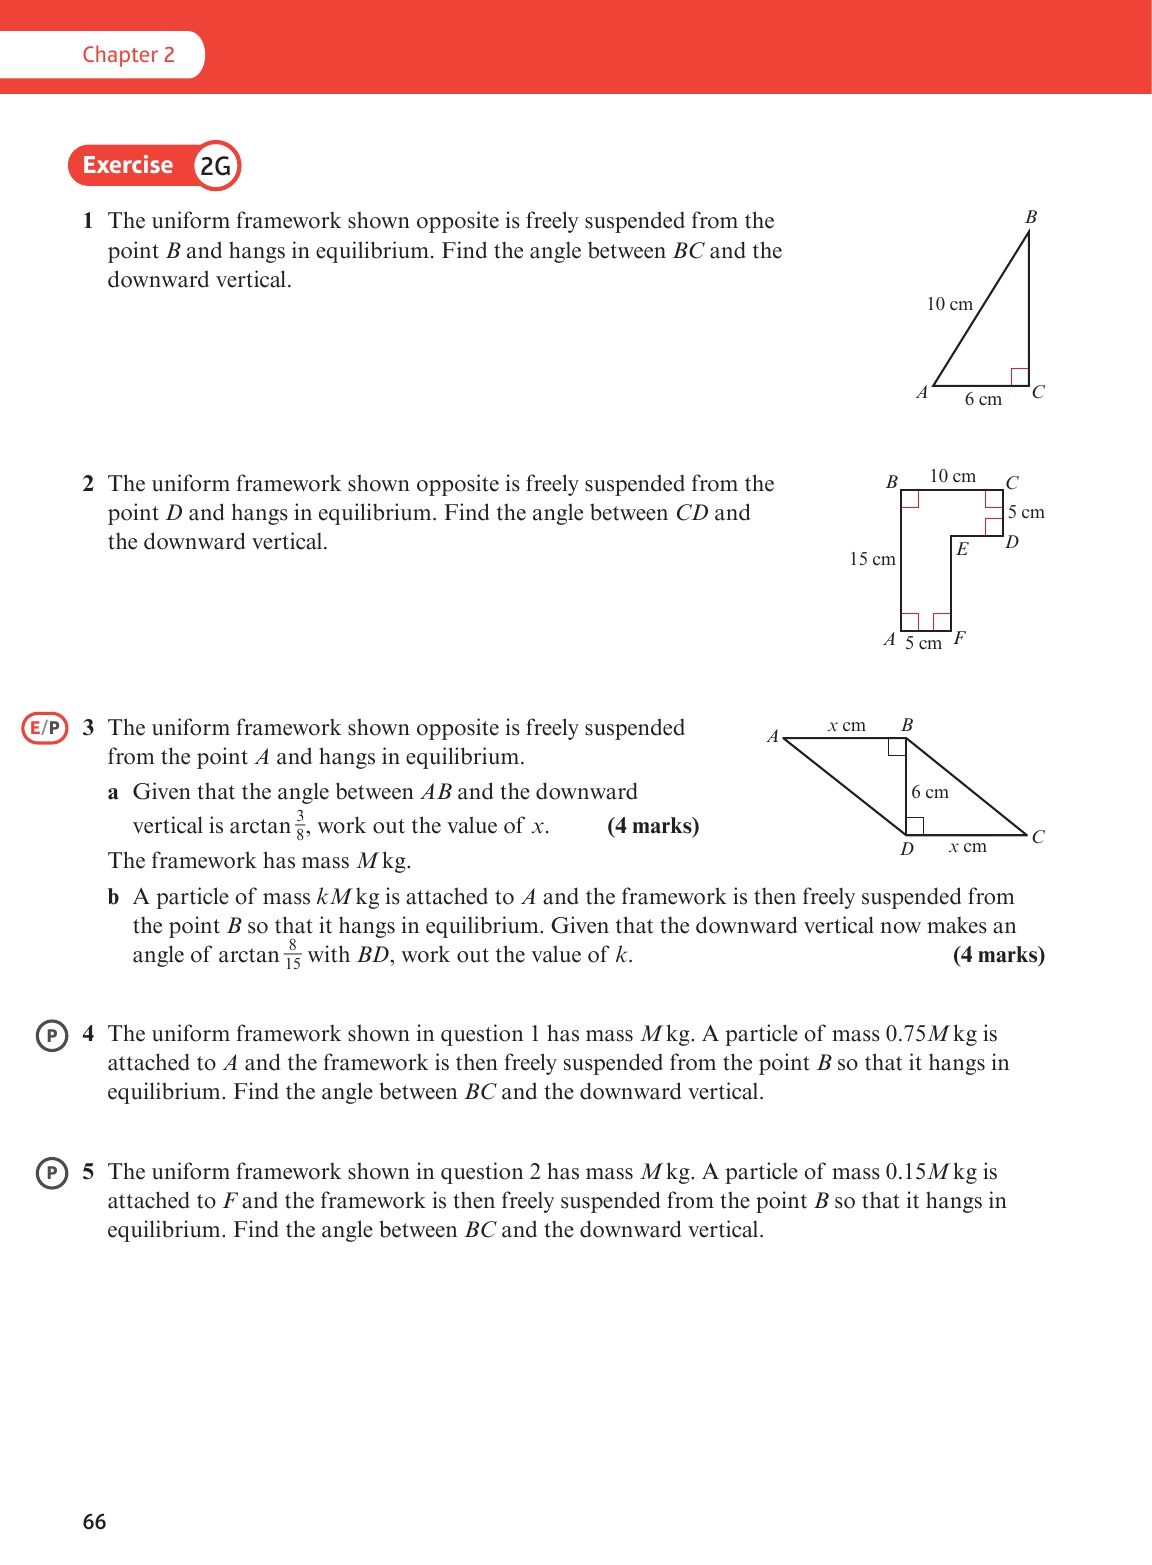 Chapter 2
Exercise 2G
1 The uniform framework shown opposite is freely suspended from the
point B and hangs in equilibrium. Find the angle between BC and the
downward vertical.
B
10 cm
A
6 cm
C
2 The uniform framework shown opposite is freely suspended from the
point D and hangs in equilibrium. Find the angle between CD and
the downward vertical.
B
10 cm
C
5 cm
E
D
15 cm
A
5 cm
F
E/P
3 The uniform framework shown opposite is freely suspended
from the point A and hangs in equilibrium.
a Given that the angle between AB and the downward
vertical is arctan 3/8, work out the value of x. (4 marks)
The framework has mass M kg.
A
x cm
B
6 cm
D
x cm
C
b A particle of mass kM kg is attached to A and the framework is then freely suspended from
the point B so that it hangs in equilibrium. Given that the downward vertical now makes an
angle of arctan 8/15 with BD, work out the value of k. (4 marks)
P
4 The uniform framework shown in question 1 has mass M kg. A particle of mass 0.75M kg is
attached to A and the framework is then freely suspended from the point B so that it hangs in
equilibrium. Find the angle between BC and the downward vertical.
P
5 The uniform framework shown in question 2 has mass M kg. A particle of mass 0.15M kg is
attached to F and the framework is then freely suspended from the point B so that it hangs in
equilibrium. Find the angle between BC and the downward vertical.
66